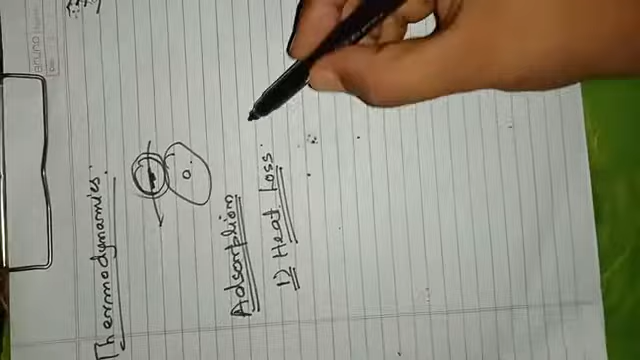 Thermodynamics.
Adsorption
1) Heat loss.